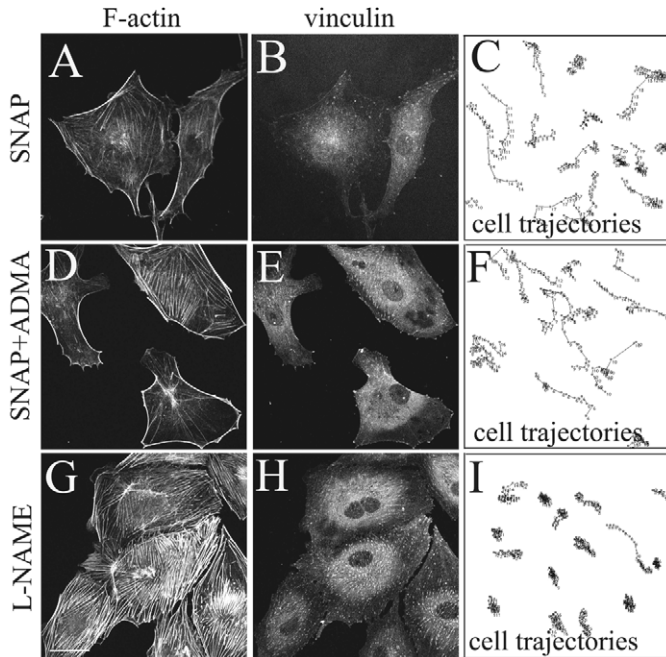 F-actin vinculin
SNAP
A B C
cell trajectories
SNAP+ADMA
D E F
cell trajectories
L-NAME
G H I
cell trajectories